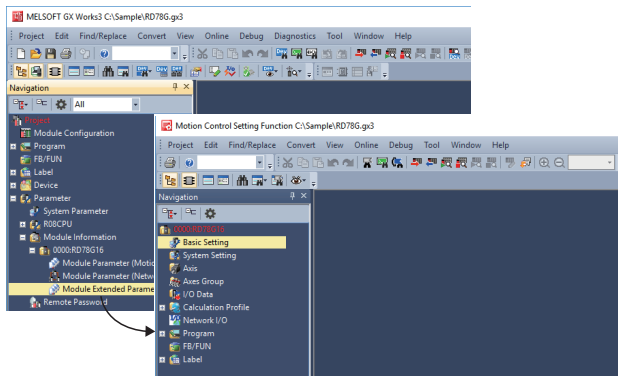 MELSOFT GX Works3 C:\Sample\RD78G.gx3
Project Edit Find/Replace Convert View Online Debug Diagnostics Tool Window Help
Navigation
All
Project
Module Configuration
Program
FB/FUN
Label
Device
Parameter
System Parameter
R08CPU
Module Information
0000:RD78G16
Module Parameter (Motio
Module Parameter (Netw
Module Extended Parame
Remote Password
Motion Control Setting Function C:\Sample\RD78G.gx3
Project Edit Find/Replace Convert View Online Debug Tool Window Help
Navigation
0000:RD78G16
Basic Setting
System Setting
Axis
Axes Group
I/O Data
Calculation Profile
Network I/O
Program
FB/FUN
Label